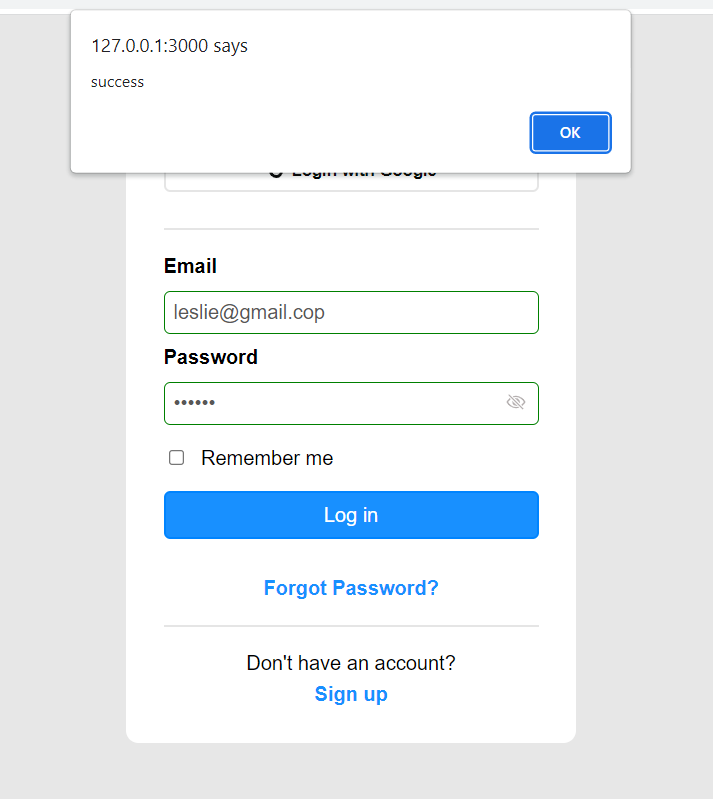 127.0.0.1:3000 says
success
OK
Login with Google
Email
leslie@gmail.cop
Password
••••••
Remember me
Log in
Forgot Password?
Don't have an account?
Sign up